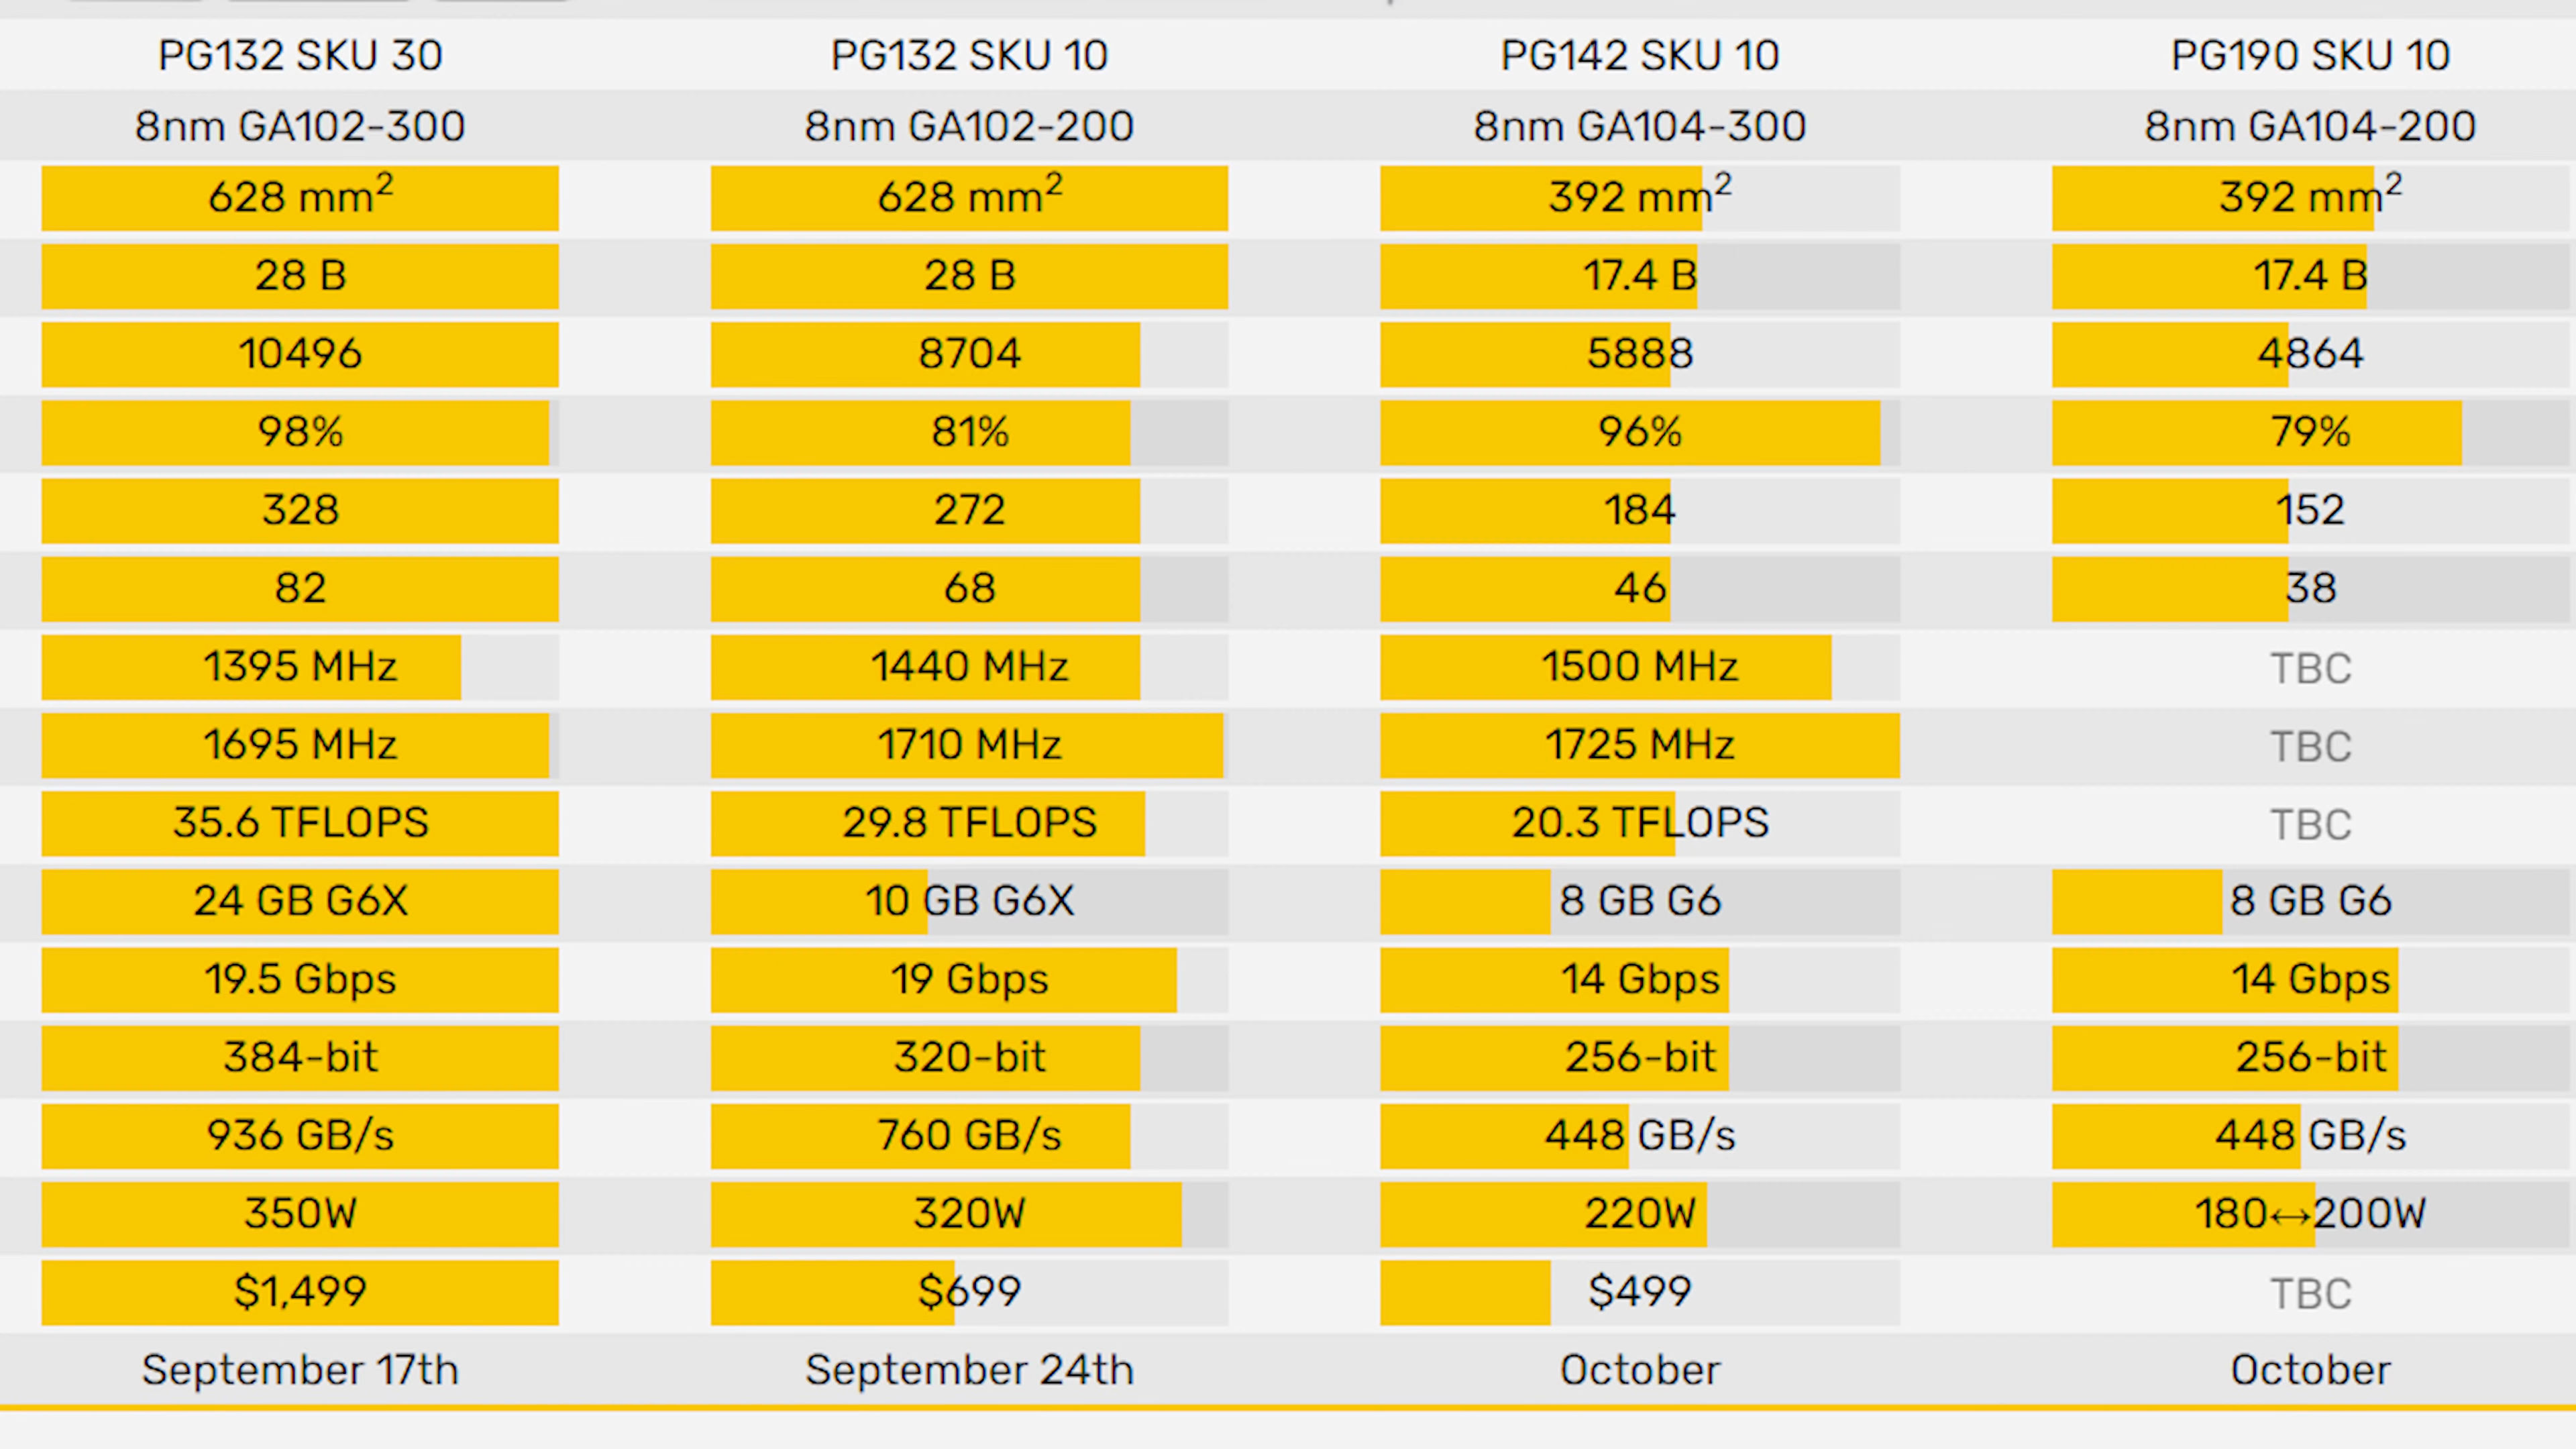 PG132 SKU 30 PG132 SKU 10 PG142 SKU 10 PG190 SKU 10
8nm GA102-300 8nm GA102-200 8nm GA104-300 8nm GA104-200
628 mm² 628 mm² 392 mm² 392 mm²
28 B 28 B 17.4 B 17.4 B
10496 8704 5888 4864
98% 81% 96% 79%
328 272 184 152
82 68 46 38
1395 MHz 1440 MHz 1500 MHz TBC
1695 MHz 1710 MHz 1725 MHz TBC
35.6 TFLOPS 29.8 TFLOPS 20.3 TFLOPS TBC
24 GB G6X 10 GB G6X 8 GB G6 8 GB G6
19.5 Gbps 19 Gbps 14 Gbps 14 Gbps
384-bit 320-bit 256-bit 256-bit
936 GB/s 760 GB/s 448 GB/s 448 GB/s
350W 320W 220W 180↔200W
$1,499 $699 $499 TBC
September 17th September 24th October October